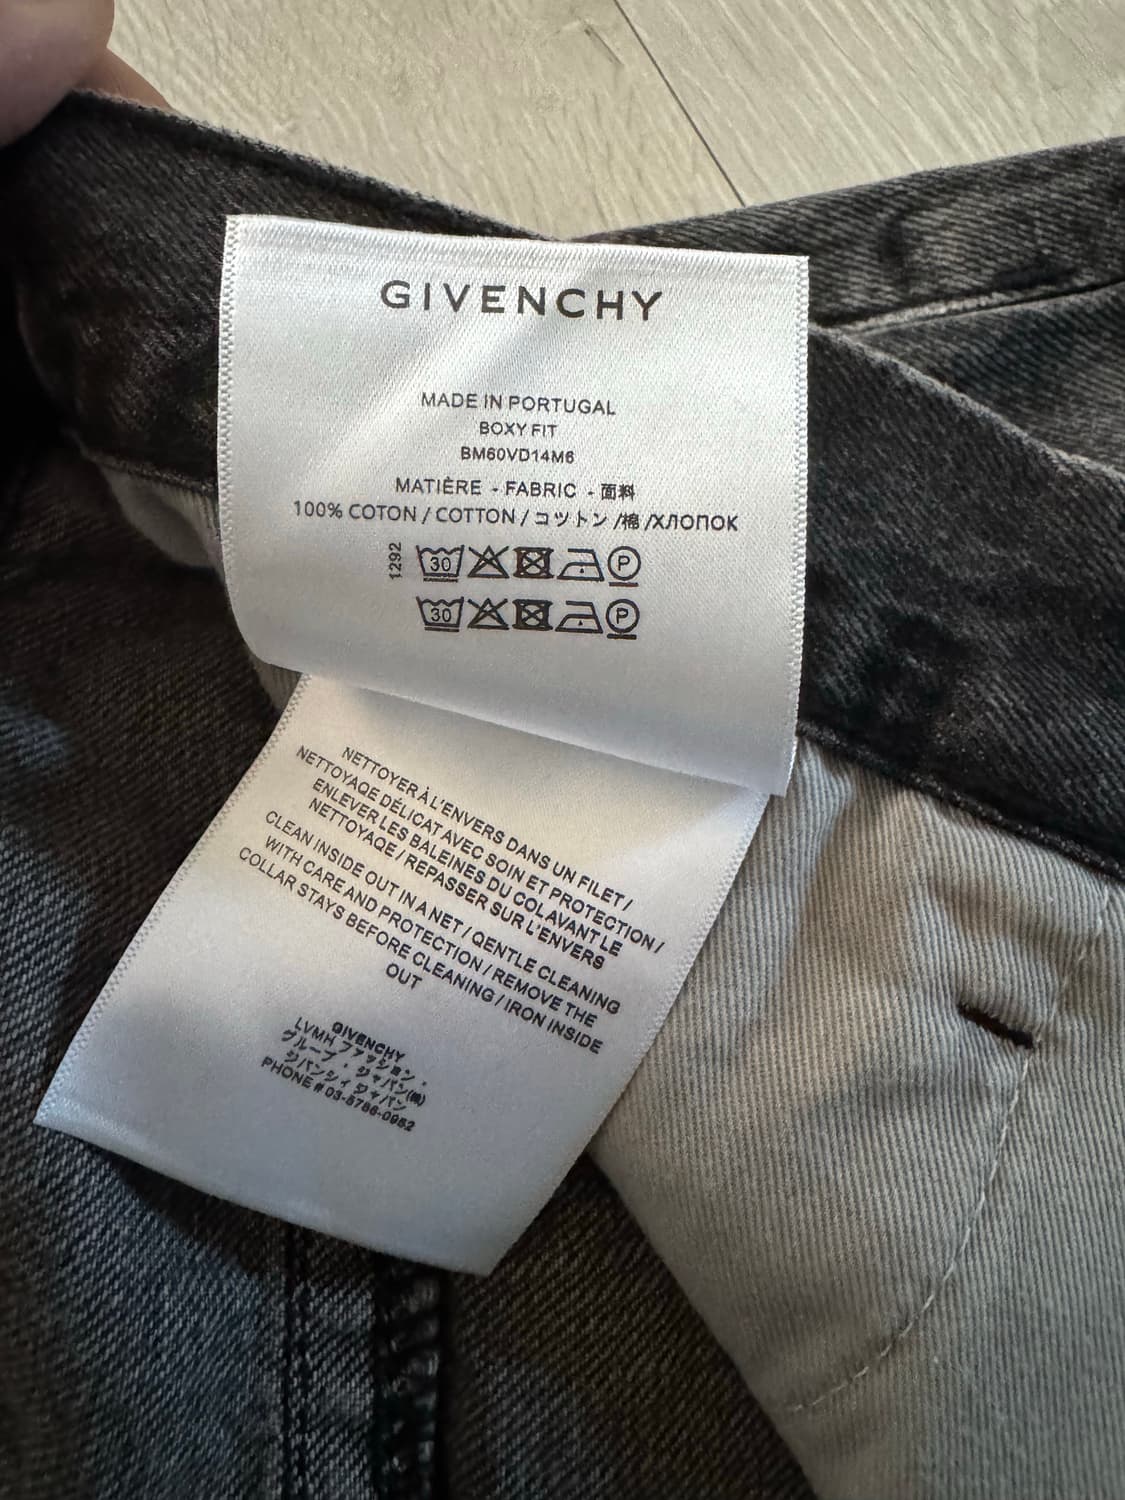 GIVENCHY
MADE IN PORTUGAL
BOXY FIT
BM60VD14M6
MATIÈRE - FABRIC - 面料
100% COTON / COTTON / コットン /棉 /ХЛОПОК
1292
30 P
30 P
NETTOYER À L'ENVERS DANS UN FILET /
NETTOYAQE DÉLICAT AVEC SOIN ET PROTECTION /
ENLEVER LES BALEINES DU COL AVANT LE
NETTOYAQE / REPASSER SUR L'ENVERS
CLEAN INSIDE OUT IN A NET / QENTLE CLEANING
WITH CARE AND PROTECTION / REMOVE THE
COLLAR STAYS BEFORE CLEANING / IRON INSIDE
OUT
GIVENCHY
LVMH ファッション・
グループ・ジャパン(株)
ジバンシィ ジャパン
PHONE # 03-5786-0952